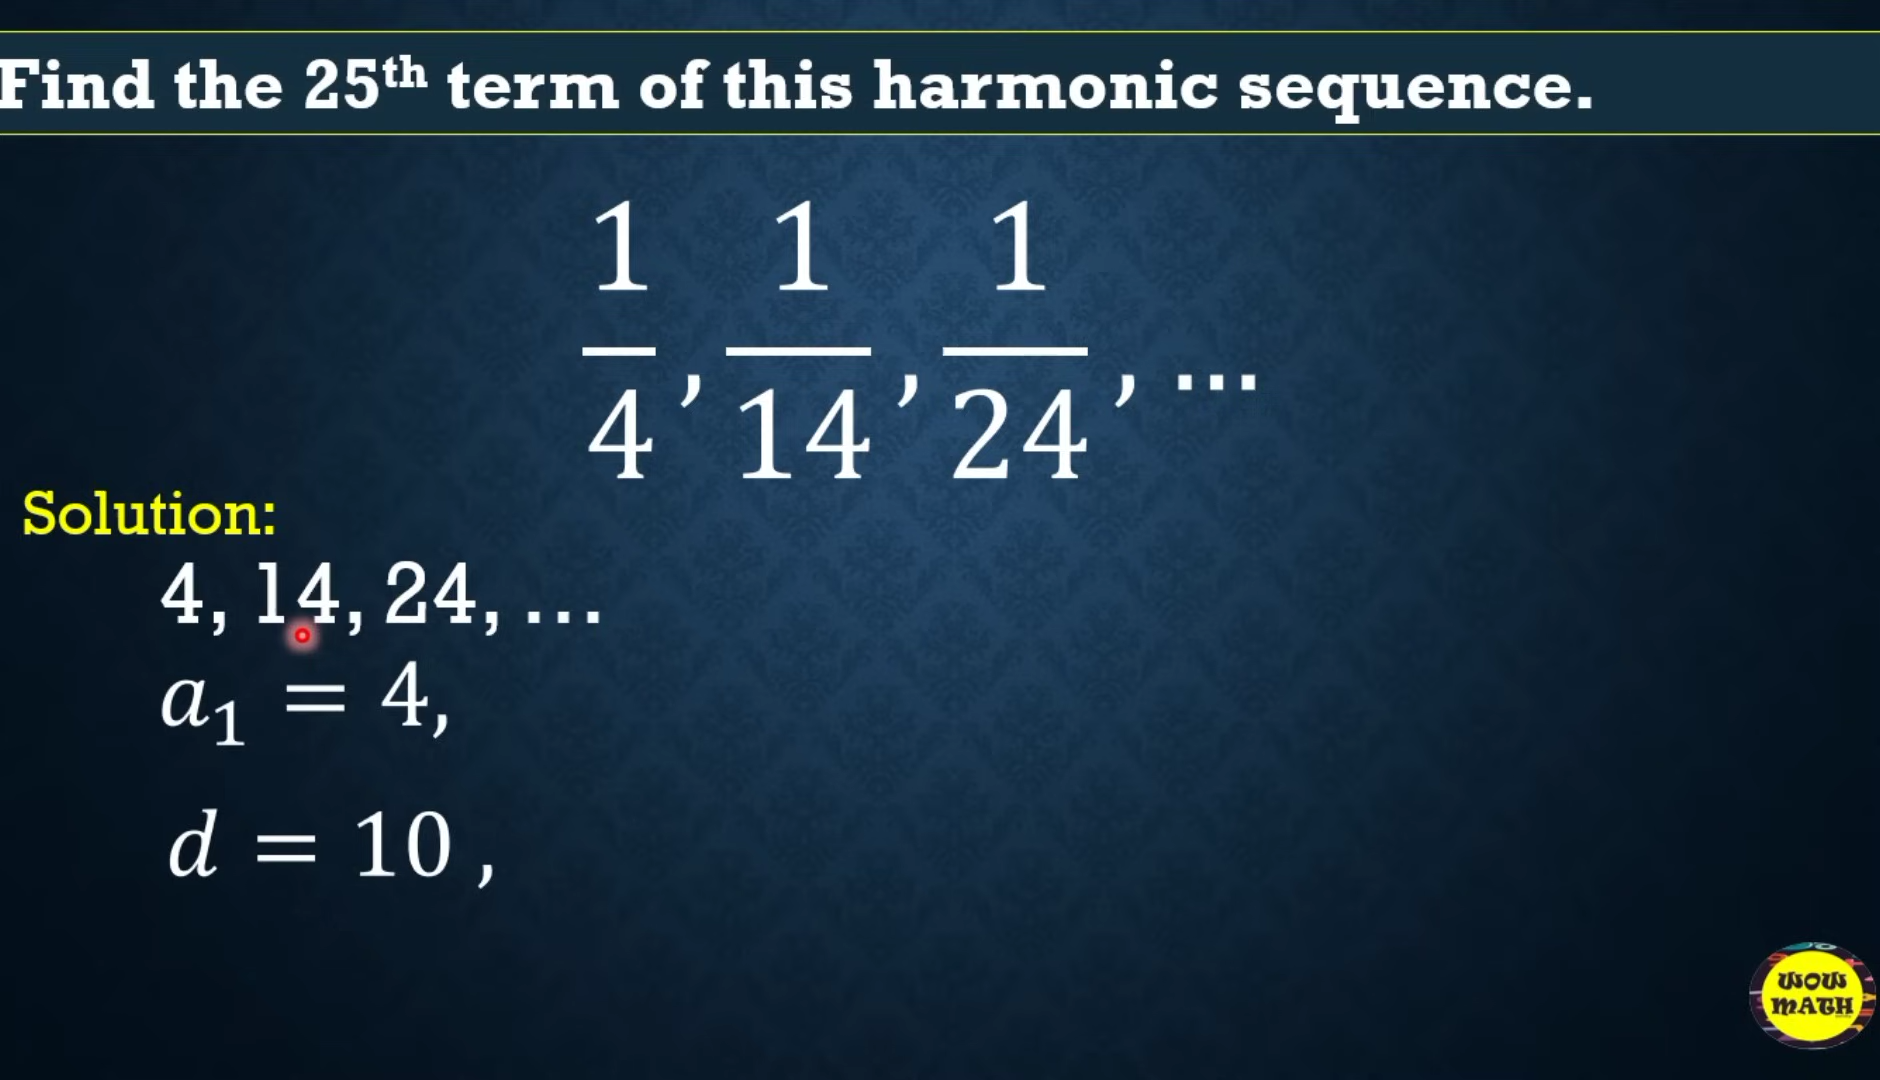 Find the 25th term of this harmonic sequence.
1/4, 1/14, 1/24, ...
Solution:
4, 14, 24, ...
a₁ = 4,
d = 10 ,
WOW
MATH